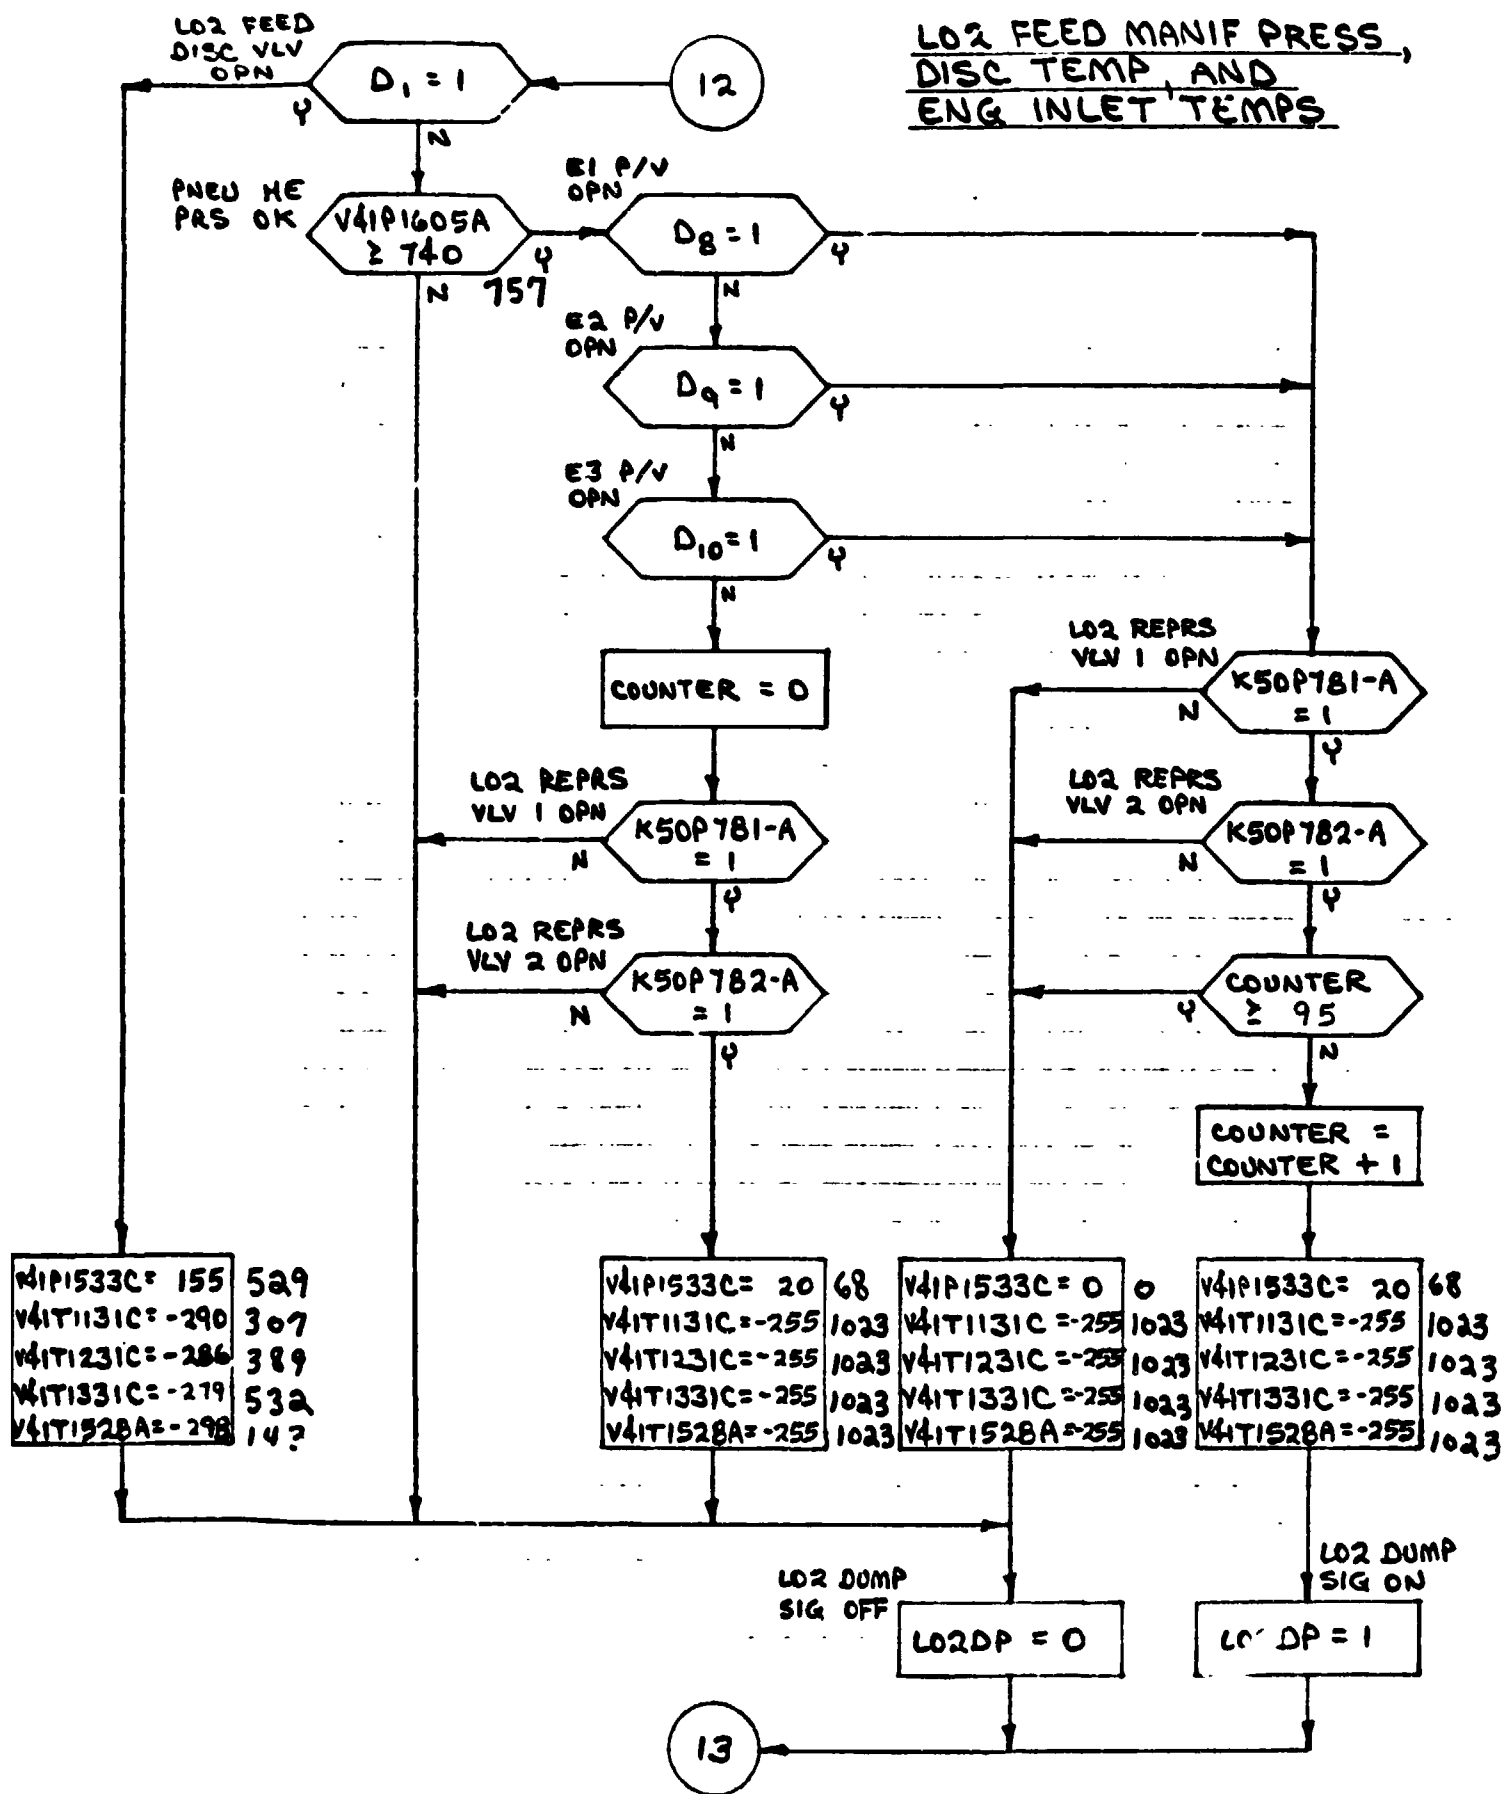 LO2 FEED MANIF PRESS,
DISC TEMP, AND
ENG INLET TEMPS
LO2 FEED
DISC VLV
OPN
D1 = 1
12
Y
N
PNEU HE
PRS OK
V41P1605A
≥ 740
Y
N
757
E1 P/V
OPN
D8 = 1
Y
N
E2 P/V
OPN
D9 = 1
Y
N
E3 P/V
OPN
D10 = 1
Y
N
COUNTER = 0
LO2 REPRS
VLV 1 OPN
K50P781-A
= 1
N
Y
LO2 REPRS
VLV 2 OPN
K50P782-A
= 1
N
Y
LO2 REPRS
VLV 1 OPN
K50P781-A
= 1
N
Y
LO2 REPRS
VLV 2 OPN
K50P782-A
= 1
N
Y
COUNTER
≥ 95
Y
N
COUNTER =
COUNTER + 1
V41P1533C = 155 529
V41T1131C = -290 307
V41T1231C = -286 389
V41T1331C = -279 532
V41T1528A = -298 14?
V41P1533C = 20 68
V41T1131C = -255 1023
V41T1231C = -255 1023
V41T1331C = -255 1023
V41T1528A = -255 1023
V41P1533C = 0 0
V41T1131C = -255 1023
V41T1231C = -255 1023
V41T1331C = -255 1023
V41T1528A = -255 1023
V41P1533C = 20 68
V41T1131C = -255 1023
V41T1231C = -255 1023
V41T1331C = -255 1023
V41T1528A = -255 1023
LO2 DUMP
SIG OFF
LO2DP = 0
LO2 DUMP
SIG ON
DP = 1
13